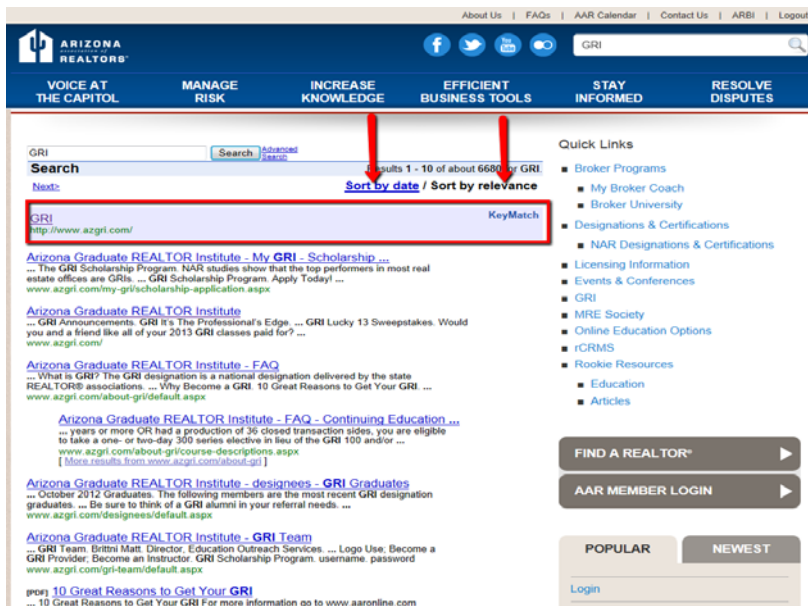 About Us | FAQs | AAR Calendar | Contact Us | ARBI | Logout
ARIZONA
association of
REALTORS®
You
Tube
GRI
VOICE AT
THE CAPITOL
MANAGE
RISK
INCREASE
KNOWLEDGE
EFFICIENT
BUSINESS TOOLS
STAY
INFORMED
RESOLVE
DISPUTES
GRI
Search
Advanced
Search
Search
Results 1 - 10 of about 6680 for GRI.
Next>
Sort by date / Sort by relevance
GRI
KeyMatch
http://www.azgri.com/
Arizona Graduate REALTOR Institute - My GRI - Scholarship ...
... The GRI Scholarship Program. NAR studies show that the top performers in most real
estate offices are GRIs. ... GRI Scholarship Program. Apply Today! ...
www.azgri.com/my-gri/scholarship-application.aspx
Arizona Graduate REALTOR Institute
... GRI Announcements. GRI It's The Professional's Edge. ... GRI Lucky 13 Sweepstakes. Would
you and a friend like all of your 2013 GRI classes paid for? ...
www.azgri.com/
Arizona Graduate REALTOR Institute - FAQ
... What is GRI? The GRI designation is a national designation delivered by the state
REALTOR® associations. ... Why Become a GRI. 10 Great Reasons to Get Your GRI. ...
www.azgri.com/about-gri/default.aspx
Arizona Graduate REALTOR Institute - FAQ - Continuing Education ...
... years or more OR had a production of 36 closed transaction sides, you are eligible
to take a one- or two-day 300 series elective in lieu of the GRI 100 and/or ...
www.azgri.com/about-gri/course-descriptions.aspx
[ More results from www.azgri.com/about-gri ]
Arizona Graduate REALTOR Institute - designees - GRI Graduates
... October 2012 Graduates. The following members are the most recent GRI designation
graduates. ... Be sure to think of a GRI alumni in your referral needs. ...
www.azgri.com/designees/default.aspx
Arizona Graduate REALTOR Institute - GRI Team
... GRI Team. Brittni Matt. Director, Education Outreach Services. ... Logo Use; Become a
GRI Provider; Become an Instructor. GRI Scholarship Program. username. password
www.azgri.com/gri-team/default.aspx
[PDF] 10 Great Reasons to Get Your GRI
... 10 Great Reasons to Get Your GRI For more information go to www.aaronline.com
Quick Links
Broker Programs
My Broker Coach
Broker University
Designations & Certifications
NAR Designations & Certifications
Licensing Information
Events & Conferences
GRI
MRE Society
Online Education Options
rCRMS
Rookie Resources
Education
Articles
FIND A REALTOR®
AAR MEMBER LOGIN
POPULAR
NEWEST
Login